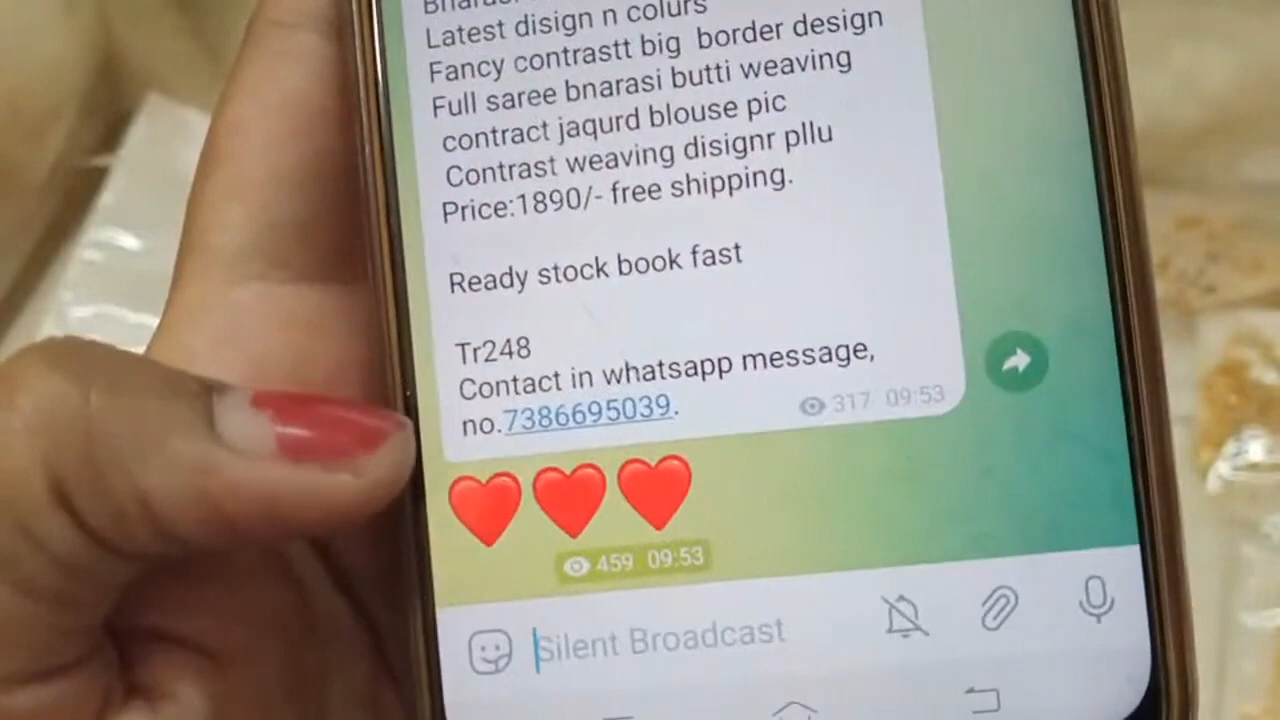 Latest disign n colurs
Fancy contrastt big border design
Full saree bnarasi butti weaving
contract jaqurd blouse pic
Contrast weaving disignr pllu
Price:1890/- free shipping.
Ready stock book fast
Tr248
Contact in whatsapp message,
no.7386695039.
317 09:53
459 09:53
Silent Broadcast